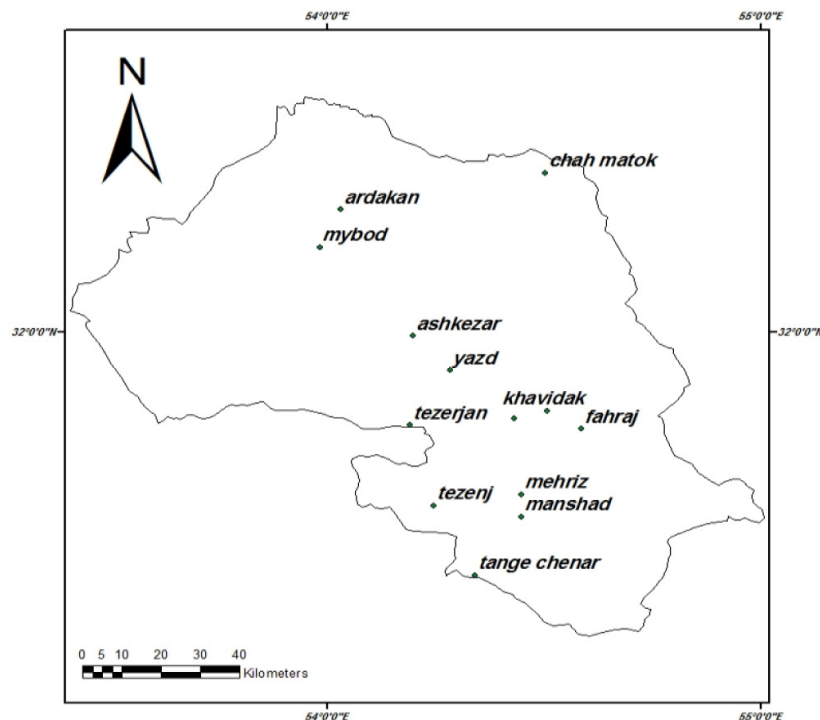 54°0'0"E 55°0'0"E
N
chah matok
ardakan
mybod
ashkezar
32°0'0"N 32°0'0"N
yazd
khavidak
tezerjan
fahraj
mehriz
tezenj
manshad
tange chenar
0 5 10 20 30 40
Kilometers
54°0'0"E 55°0'0"E